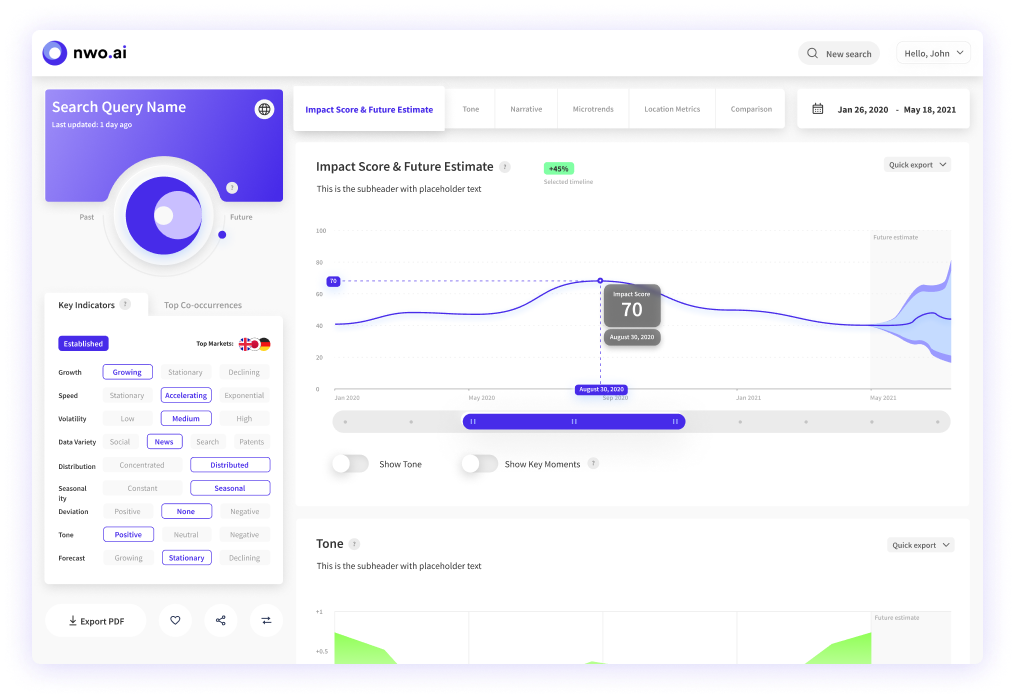 nwo.ai
New search
Hello, John
Search Query Name
Last updated: 1 day ago
?
Past
Future
Key Indicators ?
Top Co-occurrences
Established
Top Markets:
Growth Growing Stationary Declining
Speed Stationary Accelerating Exponential
Volatility Low Medium High
Data Variety Social News Search Patents
Distribution Concentrated Distributed
Seasonal
ity
Constant Seasonal
Deviation Positive None Negative
Tone Positive Neutral Negative
Forecast Growing Stationary Declining
Export PDF
Impact Score & Future Estimate
Tone
Narrative
Microtrends
Location Metrics
Comparison
Jan 26, 2020 - May 18, 2021
Impact Score & Future Estimate ?
+45%
Selected timeline
Quick export
This is the subheader with placeholder text
100
Future estimate
80
70
60
Impact Score
70
August 30, 2020
40
20
0
August 30, 2020
Jan 2020
May 2020
Sep 2020
Jan 2021
May 2021
Show Tone
Show Key Moments ?
Tone ?
Quick export
This is the subheader with placeholder text
+1
Future estimate
+0.5